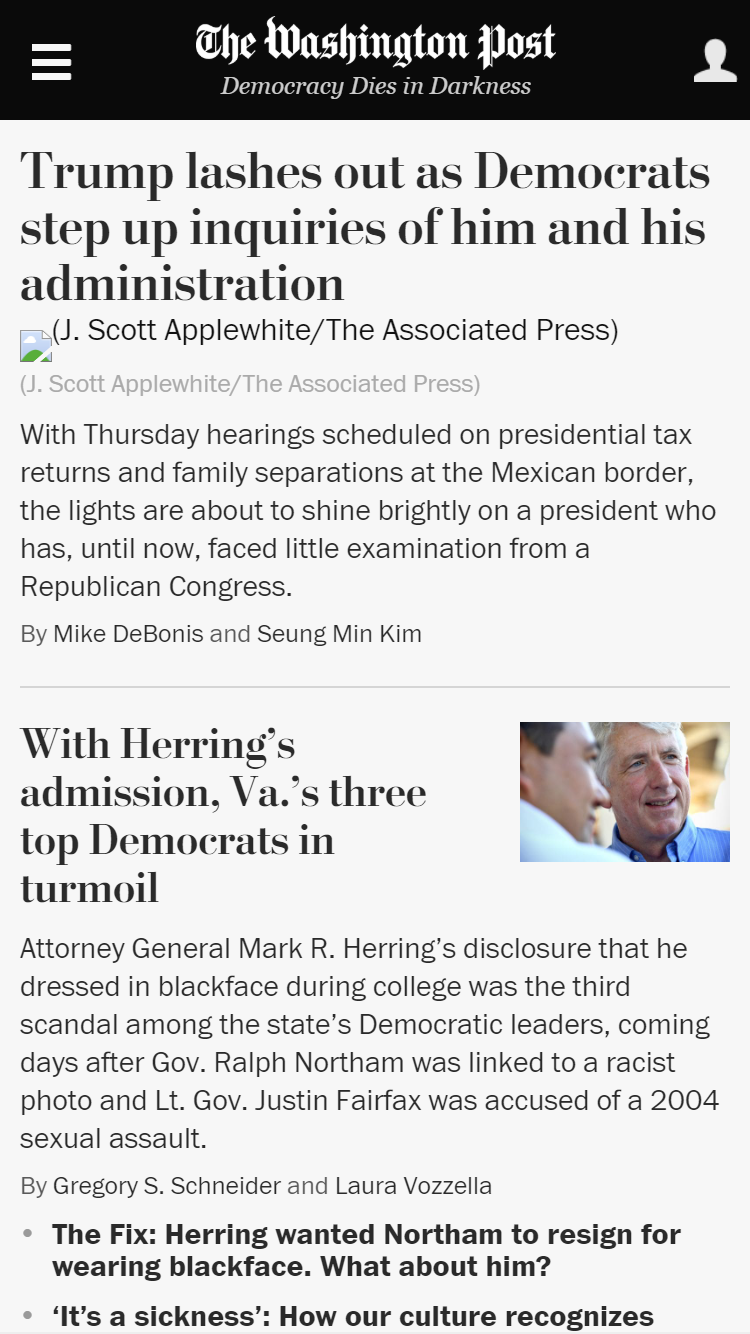 The Washington Post
Democracy Dies in Darkness
Trump lashes out as Democrats
step up inquiries of him and his
administration
(J. Scott Applewhite/The Associated Press)
(J. Scott Applewhite/The Associated Press)
With Thursday hearings scheduled on presidential tax
returns and family separations at the Mexican border,
the lights are about to shine brightly on a president who
has, until now, faced little examination from a
Republican Congress.
By Mike DeBonis and Seung Min Kim
With Herring’s
admission, Va.’s three
top Democrats in
turmoil
Attorney General Mark R. Herring’s disclosure that he
dressed in blackface during college was the third
scandal among the state’s Democratic leaders, coming
days after Gov. Ralph Northam was linked to a racist
photo and Lt. Gov. Justin Fairfax was accused of a 2004
sexual assault.
By Gregory S. Schneider and Laura Vozzella
• The Fix: Herring wanted Northam to resign for
wearing blackface. What about him?
• ‘It’s a sickness’: How our culture recognizes